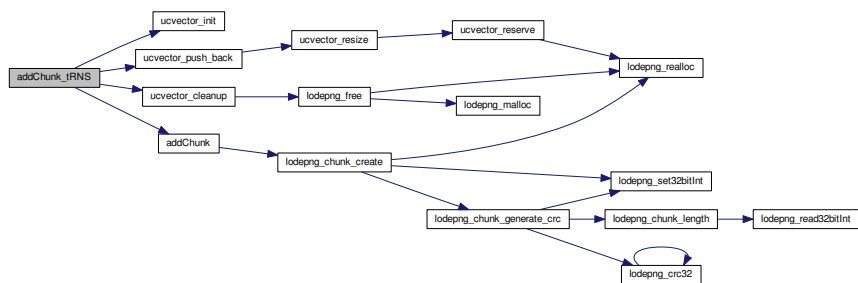 ucvector_init
ucvector_reserve
ucvector_resize
ucvector_push_back
lodepng_realloc
addChunk_tRNS
ucvector_cleanup
lodepng_free
lodepng_malloc
addChunk
lodepng_chunk_create
lodepng_set32bitInt
lodepng_chunk_generate_crc
lodepng_chunk_length
lodepng_read32bitInt
lodepng_crc32